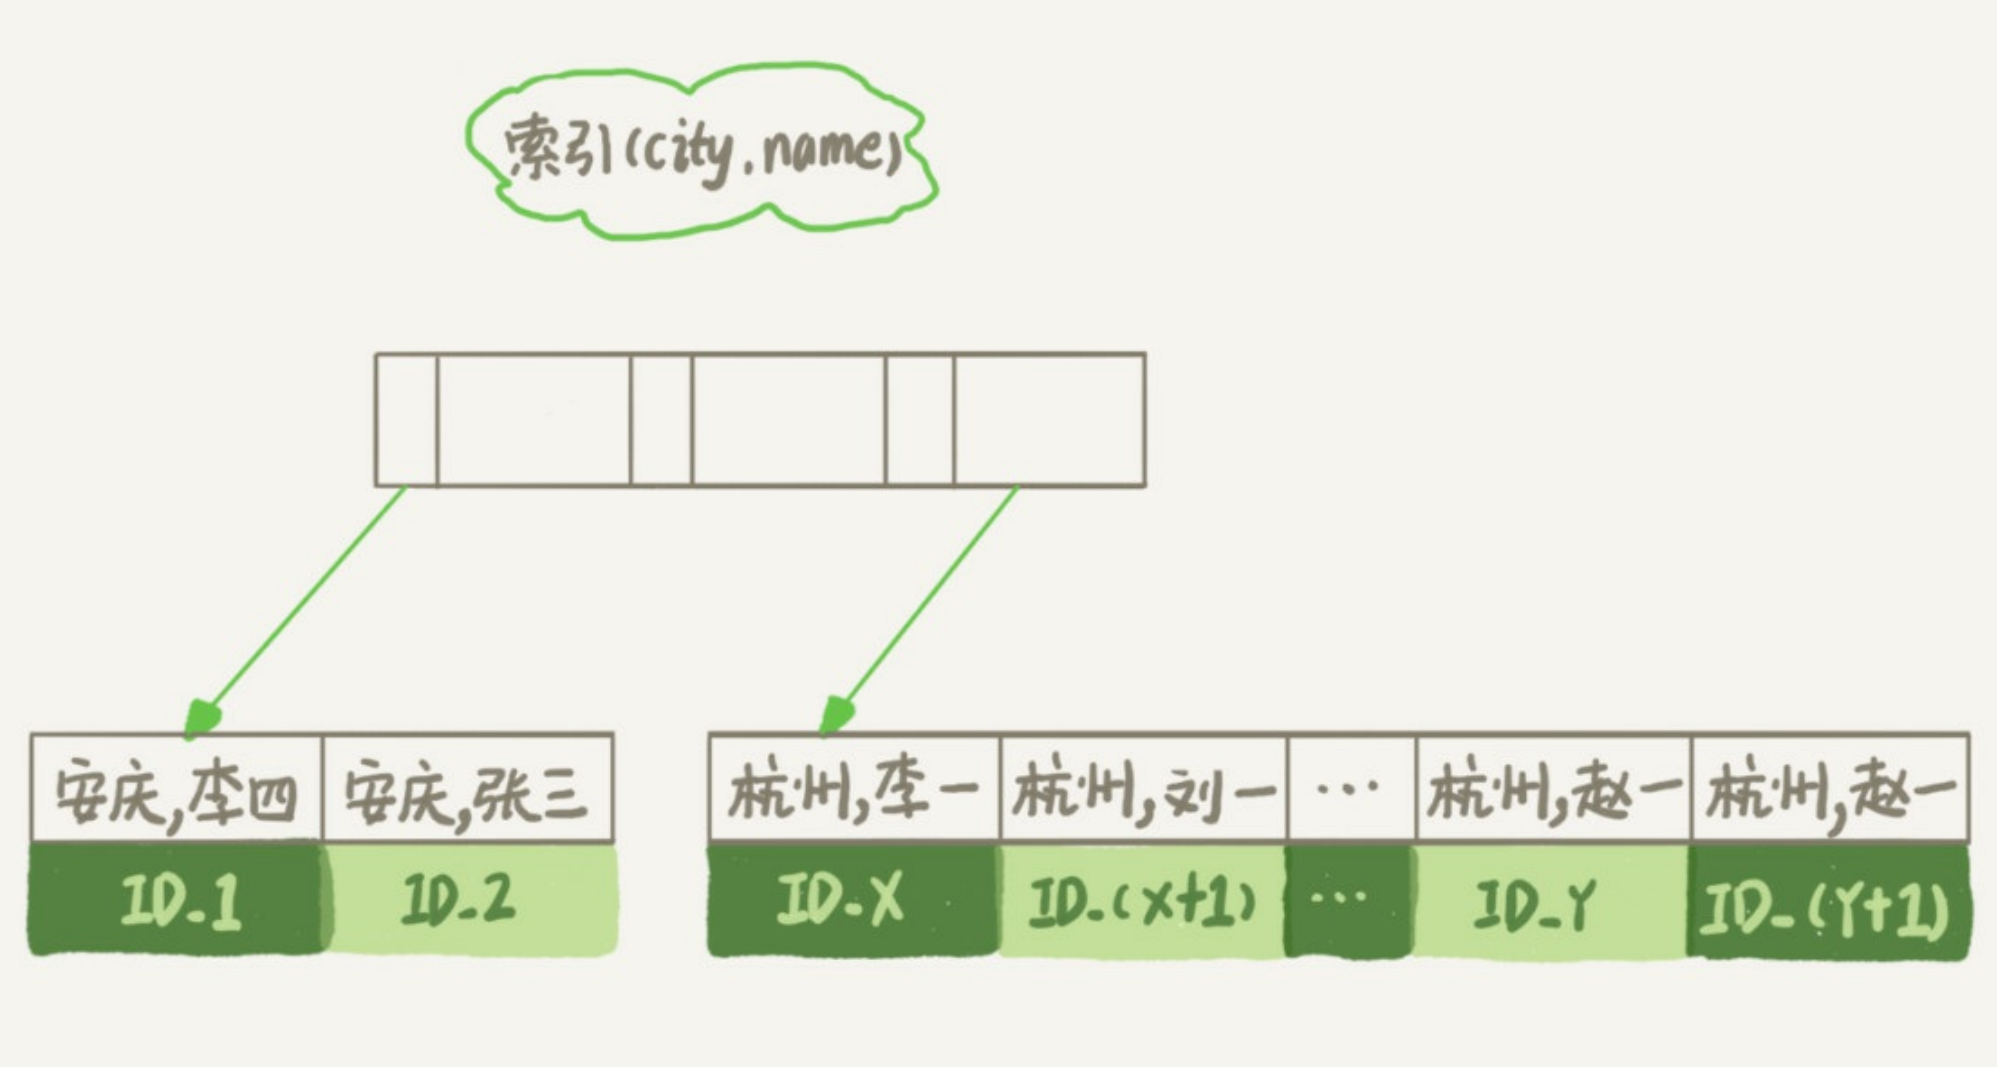 索引(city,name)
安庆,李四 安庆,张三 杭州,李一 杭州,刘一 ... 杭州,赵一 杭州,赵一
ID_1 ID_2 ID_X ID_(X+1) ... ID_Y ID_(Y+1)